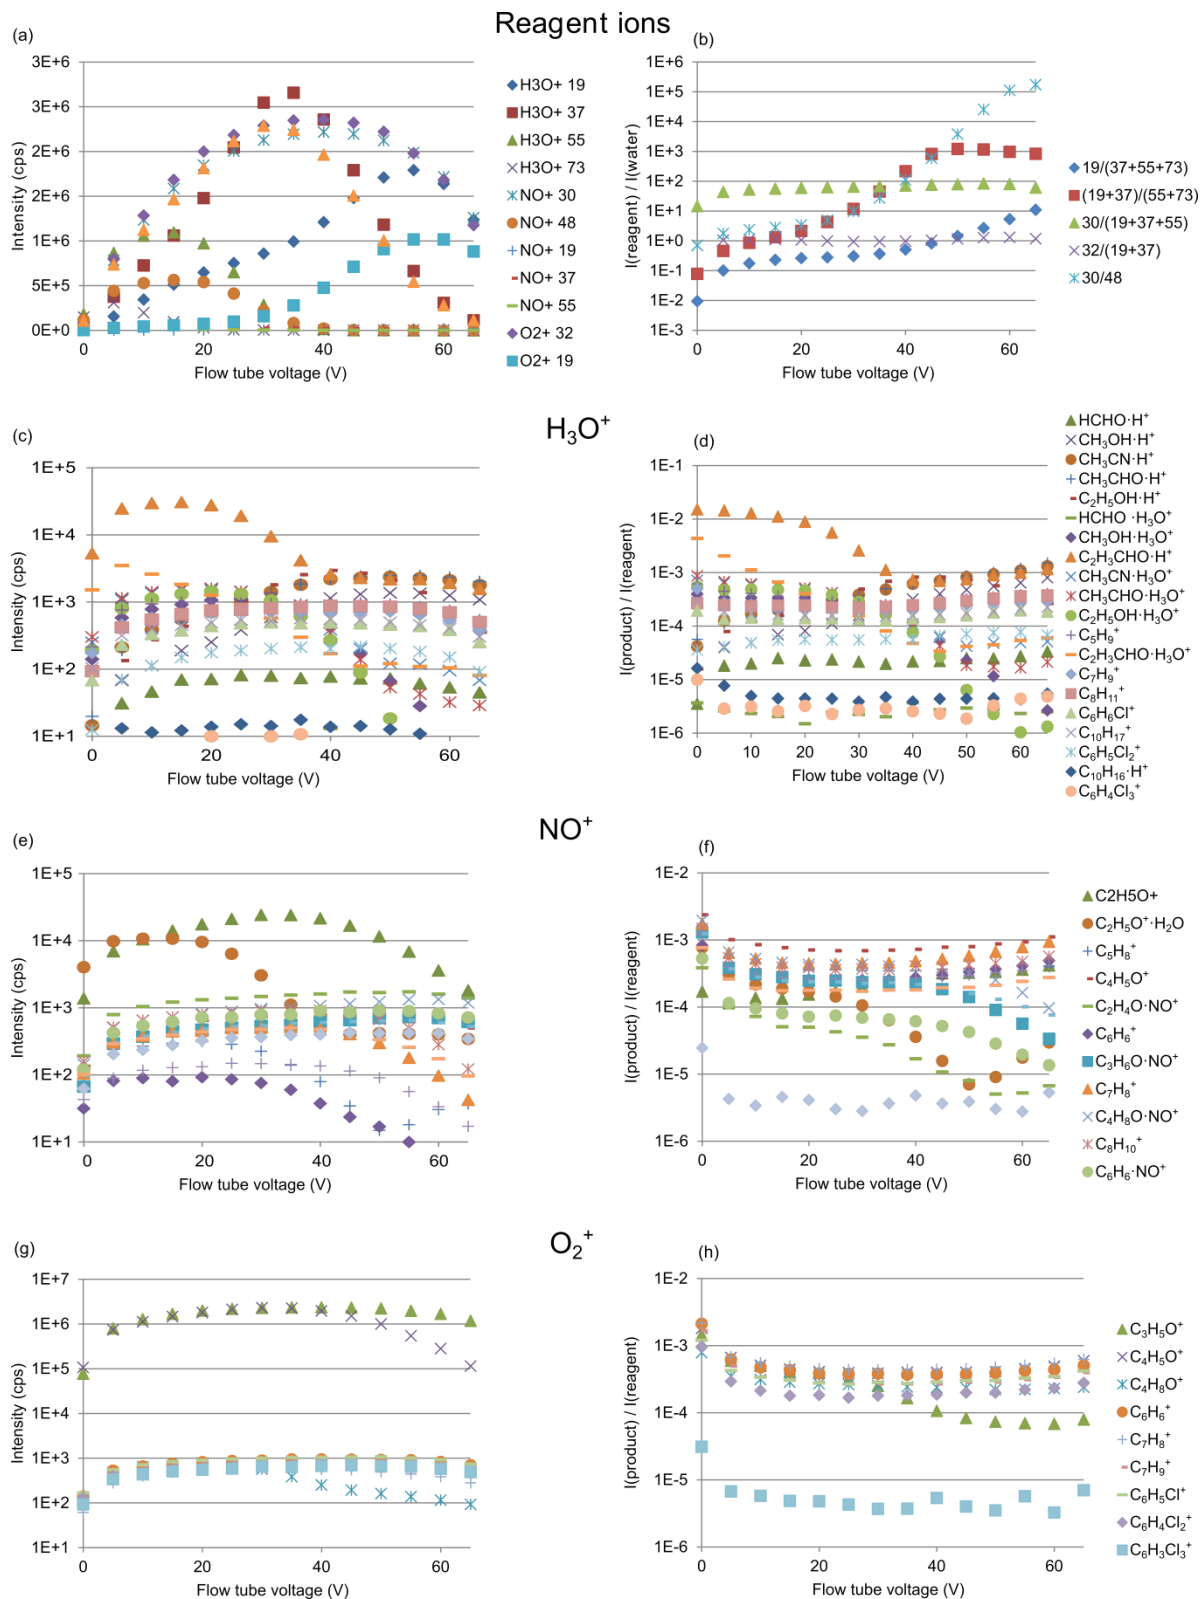 Reagent ions
(a)
3E+6
3E+6
2E+6
2E+6
1E+6
5E+5
0E+0
Intensity (cps)
0
20
40
60
Flow tube voltage (V)
H3O+ 19
H3O+ 37
H3O+ 55
H3O+ 73
NO+ 30
NO+ 48
NO+ 19
NO+ 37
NO+ 55
O2+ 32
O2+ 19
(b)
1E+6
1E+5
1E+4
1E+3
1E+2
1E+1
1E+0
1E-1
1E-2
1E-3
I(reagent) / I(water)
0
20
40
60
Flow tube voltage (V)
19/(37+55+73)
(19+37)/(55+73)
30/(19+37+55)
32/(19+37)
30/48
H₃O⁺
(c)
1E+5
1E+4
1E+3
1E+2
1E+1
Intensity (cps)
0
20
40
60
Flow tube voltage (V)
(d)
1E-1
1E-2
1E-3
1E-4
1E-5
1E-6
I(product) / I(reagent)
0
10
20
30
40
50
60
Flow tube voltage (V)
HCHO·H⁺
CH₃OH·H⁺
CH₃CN·H⁺
CH₃CHO·H⁺
C₂H₅OH·H⁺
HCHO ·H₃O⁺
CH₃OH·H₃O⁺
C₂H₃CHO·H⁺
CH₃CN·H₃O⁺
CH₃CHO·H₃O⁺
C₂H₅OH·H₃O⁺
C₅H₉⁺
C₂H₃CHO·H₃O⁺
C₇H₉⁺
C₈H₁₁⁺
C₆H₆Cl⁺
C₁₀H₁₇⁺
C₆H₅Cl₂⁺
C₁₀H₁₆·H⁺
C₆H₄Cl₃⁺
NO⁺
(e)
1E+5
1E+4
1E+3
1E+2
1E+1
Intensity (cps)
0
20
40
60
Flow tube voltage (V)
(f)
1E-2
1E-3
1E-4
1E-5
1E-6
I(product) / I(reagent)
0
20
40
60
Flow tube voltage (V)
C2H5O+
C₂H₅O⁺·H₂O
C₅H₈⁺
C₄H₅O⁺
C₂H₄O·NO⁺
C₆H₆⁺
C₃H₆O·NO⁺
C₇H₈⁺
C₄H₈O·NO⁺
C₈H₁₀⁺
C₆H₆·NO⁺
O₂⁺
(g)
1E+7
1E+6
1E+5
1E+4
1E+3
1E+2
1E+1
Intensity (cps)
0
20
40
60
Flow tube voltage (V)
(h)
1E-2
1E-3
1E-4
1E-5
1E-6
I(product) / I(reagent)
0
20
40
60
Flow tube voltage (V)
C₃H₅O⁺
C₄H₅O⁺
C₄H₈O⁺
C₆H₆⁺
C₇H₈⁺
C₇H₉⁺
C₆H₅Cl⁺
C₆H₄Cl₂⁺
C₆H₃Cl₃⁺